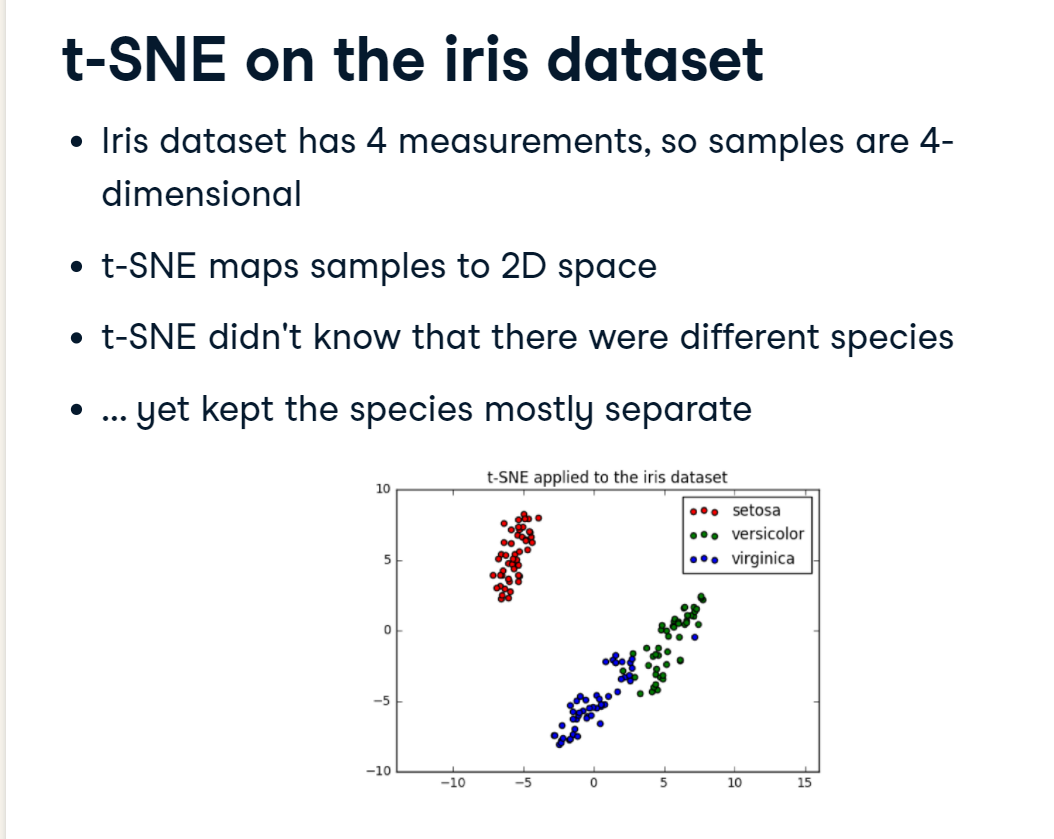 t-SNE on the iris dataset
• Iris dataset has 4 measurements, so samples are 4-
dimensional
• t-SNE maps samples to 2D space
• t-SNE didn't know that there were different species
• ... yet kept the species mostly separate
t-SNE applied to the iris dataset
10
5
0
−5
−10
setosa
versicolor
virginica
−10 −5 0 5 10 15